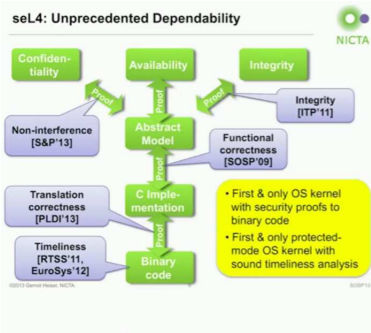 seL4: Unprecedented Dependability
NICTA
Confiden-
tiality
Availability
Integrity
Proof
Proof
Proof
Integrity
[ITP'11]
Non-interference
[S&P'13]
Abstract
Model
Functional
correctness
[SOSP'09]
Proof
Translation
correctness
[PLDI'13]
C Imple-
mentation
• First & only OS kernel
with security proofs to
binary code
• First & only protected-
mode OS kernel with
sound timeliness analysis
Proof
Timeliness
[RTSS'11,
EuroSys'12]
Binary
code
©2013 Gernot Heiser, NICTA